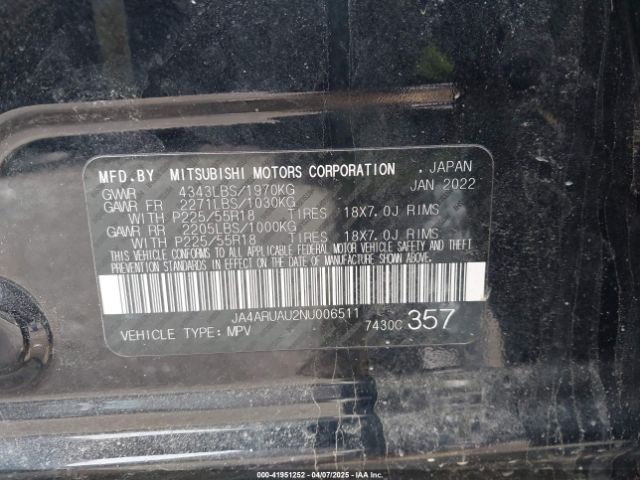 MFD.BY MITSUBISHI MOTORS CORPORATION . JAPAN
GVWR 4343LBS/1970KG JAN 2022
GAWR FR 2271LBS/1030KG
WITH P225/55R18 TIRES 18X7.0J RIMS
GAWR RR 2205LBS/1000KG
WITH P225/55R18 TIRES 18X7.0J RIMS
THIS VEHICLE CONFORMS TO ALL APPLICABLE FEDERAL MOTOR VEHICLE SAFETY AND THEFT
PREVENTION STANDARDS IN EFFECT ON THE DATE OF MANUFACTURE SHOWN ABOVE.
JA4ARUAU2NU006511
VEHICLE TYPE: MPV 7430C 357
000-41951252 - 04/07/2025 - IAAI.com